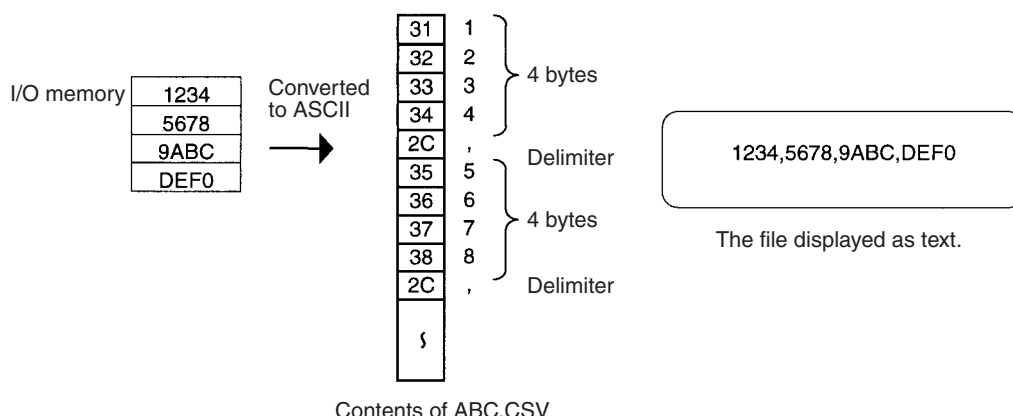 I/O memory
1234
5678
9ABC
DEF0
Converted
to ASCII
31 1
32 2
33 3
34 4
2C ,
35 5
36 6
37 7
38 8
2C ,
4 bytes
Delimiter
4 bytes
Delimiter
Contents of ABC.CSV
1234,5678,9ABC,DEF0
The file displayed as text.